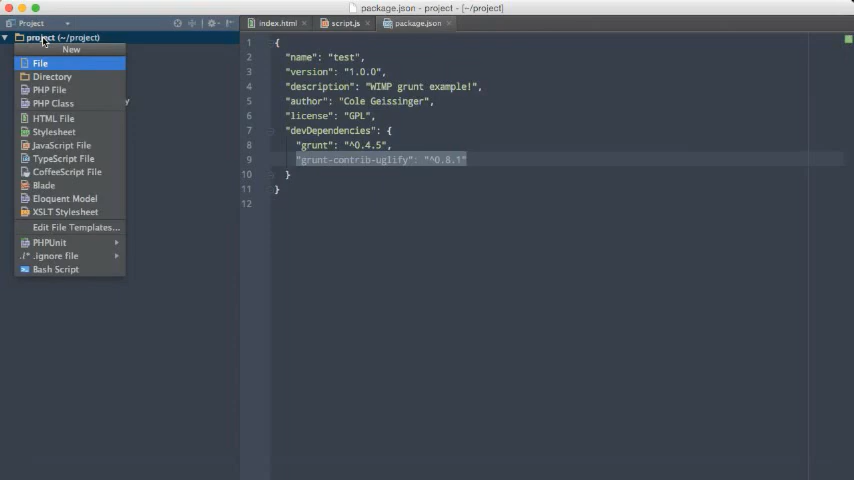 package.json - project - [~/project]
Project
index.html
script.js
package.json
project (~/project)
New
File
Directory
PHP File
PHP Class
HTML File
Stylesheet
JavaScript File
TypeScript File
CoffeeScript File
Blade
Eloquent Model
XSLT Stylesheet
Edit File Templates...
PHPUnit
.ignore file
Bash Script
y
1 {
2 "name": "test",
3 "version": "1.0.0",
4 "description": "WIMP grunt example!",
5 "author": "Cole Geissinger",
6 "license": "GPL",
7 "devDependencies": {
8 "grunt": "^0.4.5",
9 "grunt-contrib-uglify": "^0.8.1"
10 }
11 }
12